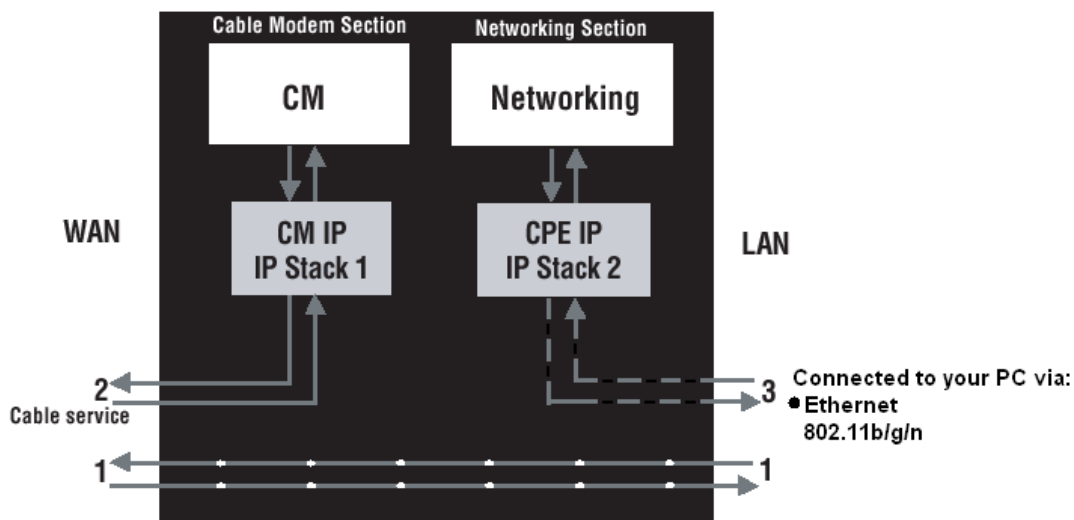 Cable Modem Section
Networking Section
CM
Networking
WAN
CM IP
IP Stack 1
CPE IP
IP Stack 2
LAN
2
Cable service
3
Connected to your PC via:
● Ethernet
802.11b/g/n
1
1